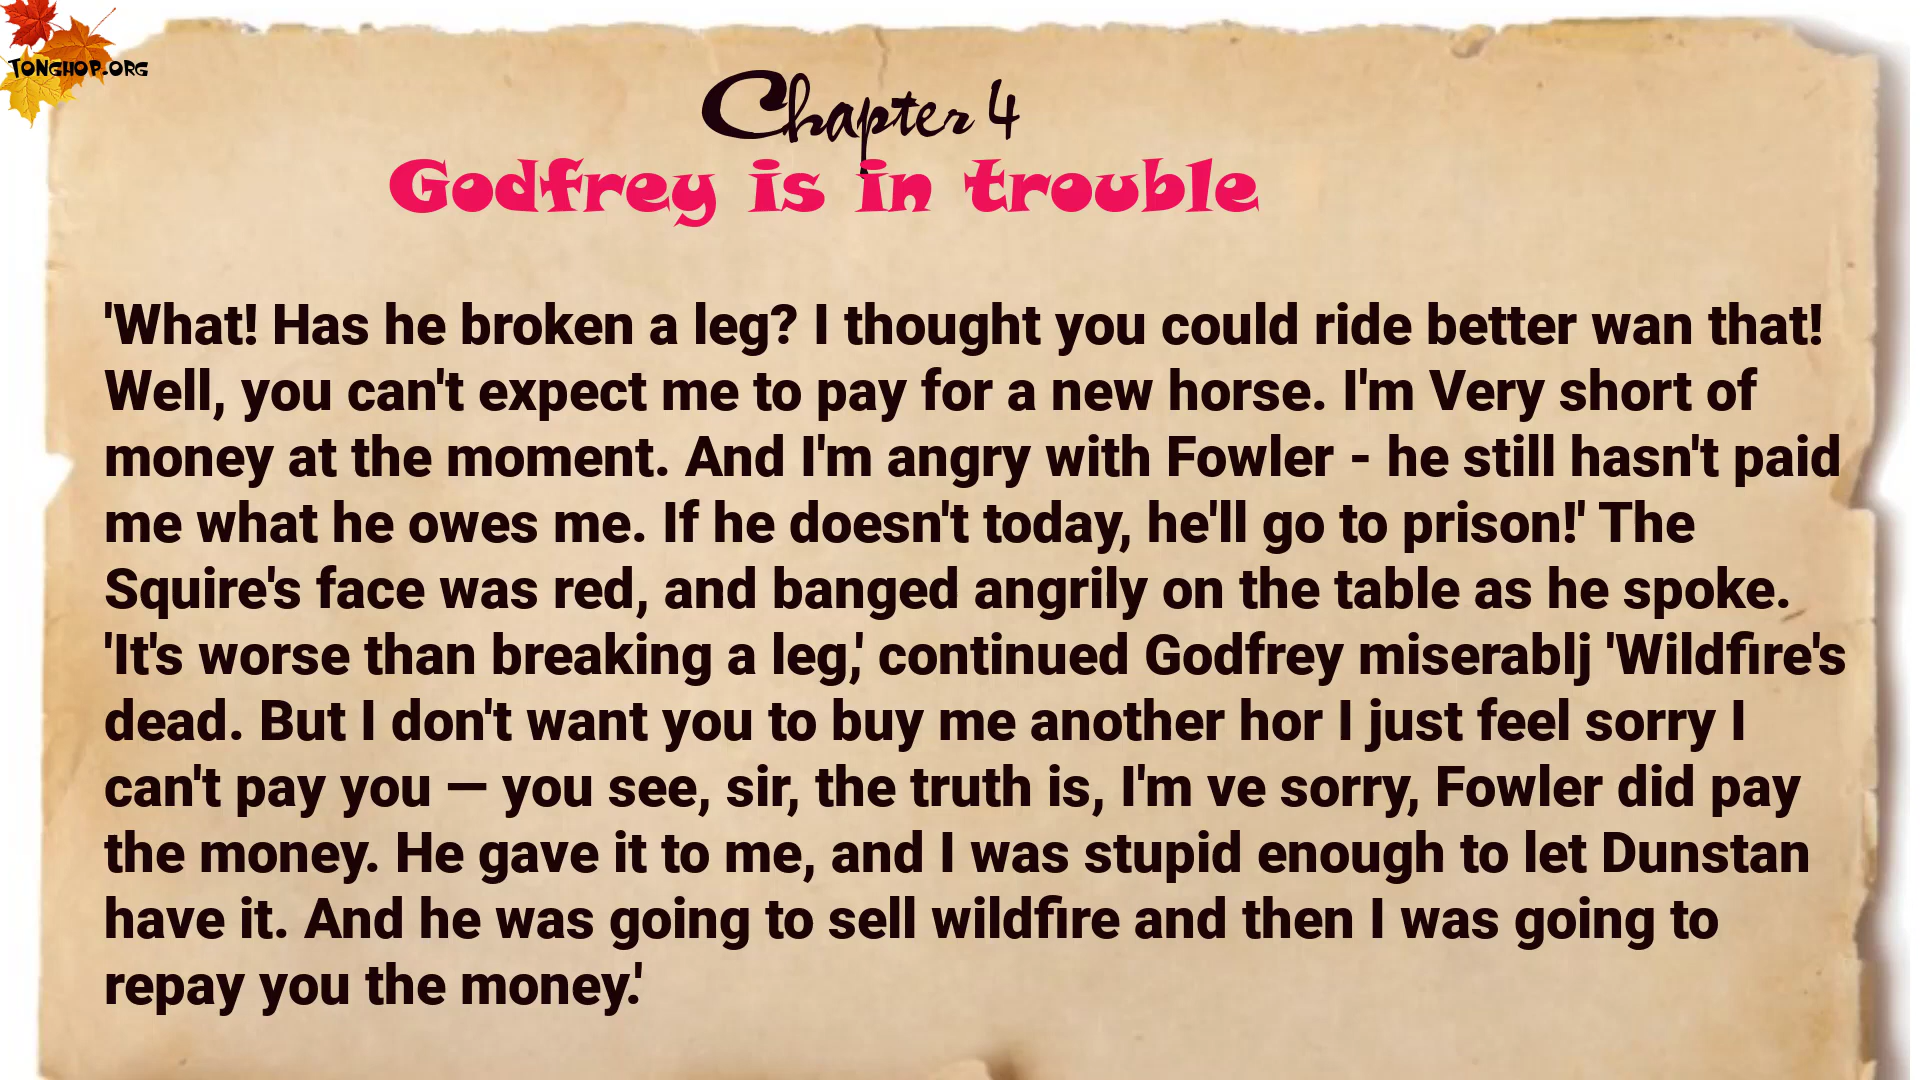 TONGHOP.ORG
Chapter 4
Godfrey is in trouble
'What! Has he broken a leg? I thought you could ride better wan that!
Well, you can't expect me to pay for a new horse. I'm Very short of
money at the moment. And I'm angry with Fowler - he still hasn't paid
me what he owes me. If he doesn't today, he'll go to prison!' The
Squire's face was red, and banged angrily on the table as he spoke.
'It's worse than breaking a leg,' continued Godfrey miserablj 'Wildfire's
dead. But I don't want you to buy me another hor I just feel sorry I
can't pay you — you see, sir, the truth is, I'm ve sorry, Fowler did pay
the money. He gave it to me, and I was stupid enough to let Dunstan
have it. And he was going to sell wildfire and then I was going to
repay you the money.'